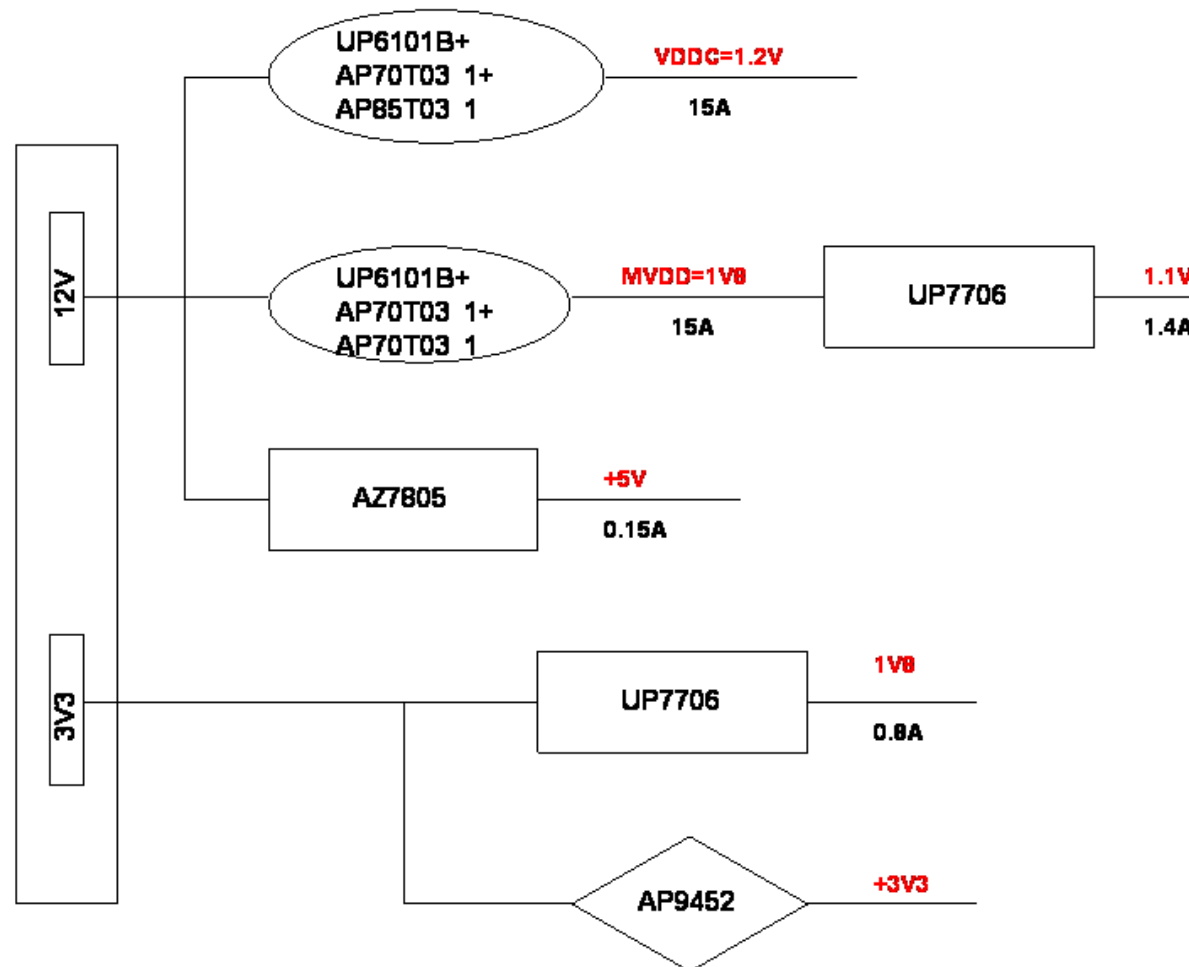 UP6101B+
AP70T03 1+
AP85T03 1
VDDC=1.2V
15A
12V
UP6101B+
AP70T03 1+
AP70T03 1
MVDD=1V8
15A
UP7706
1.1V
1.4A
AZ7805
+5V
0.15A
3V3
UP7706
1V8
0.8A
AP9452
+3V3